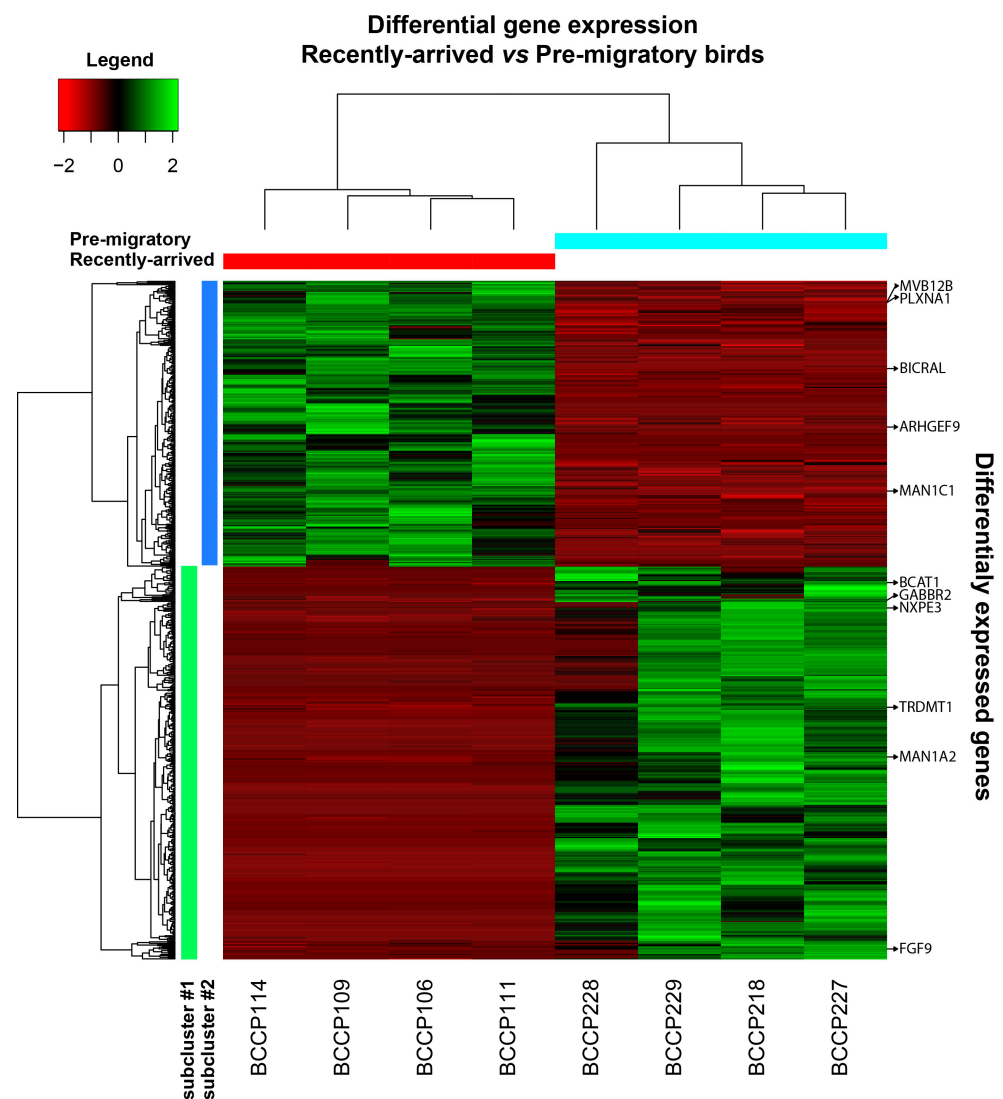 Differential gene expression
Recently-arrived vs Pre-migratory birds
Legend
−2 0 2
Pre-migratory
Recently-arrived
MVB12B
PLXNA1
BICRAL
ARHGEF9
MAN1C1
BCAT1
GABBR2
NXPE3
TRDMT1
MAN1A2
FGF9
Differentialy expressed genes
subcluster #1
subcluster #2
BCCP114
BCCP109
BCCP106
BCCP111
BCCP228
BCCP229
BCCP218
BCCP227